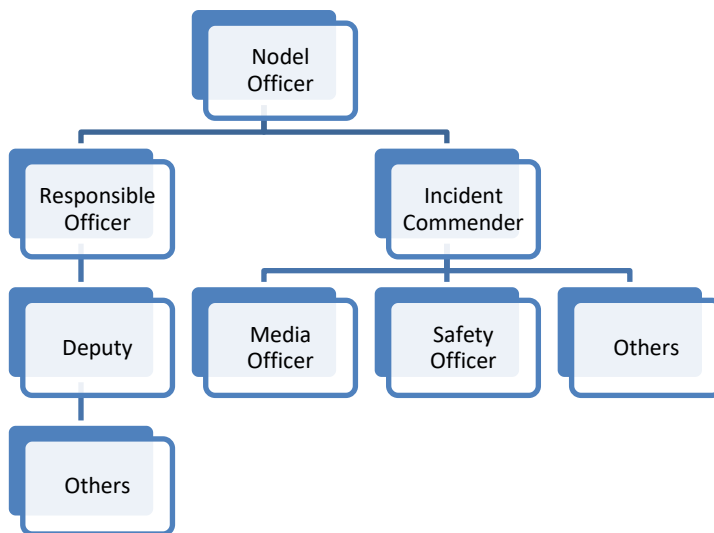 Nodel
Officer
Responsible
Officer
Incident
Commender
Deputy
Media
Officer
Safety
Officer
Others
Others